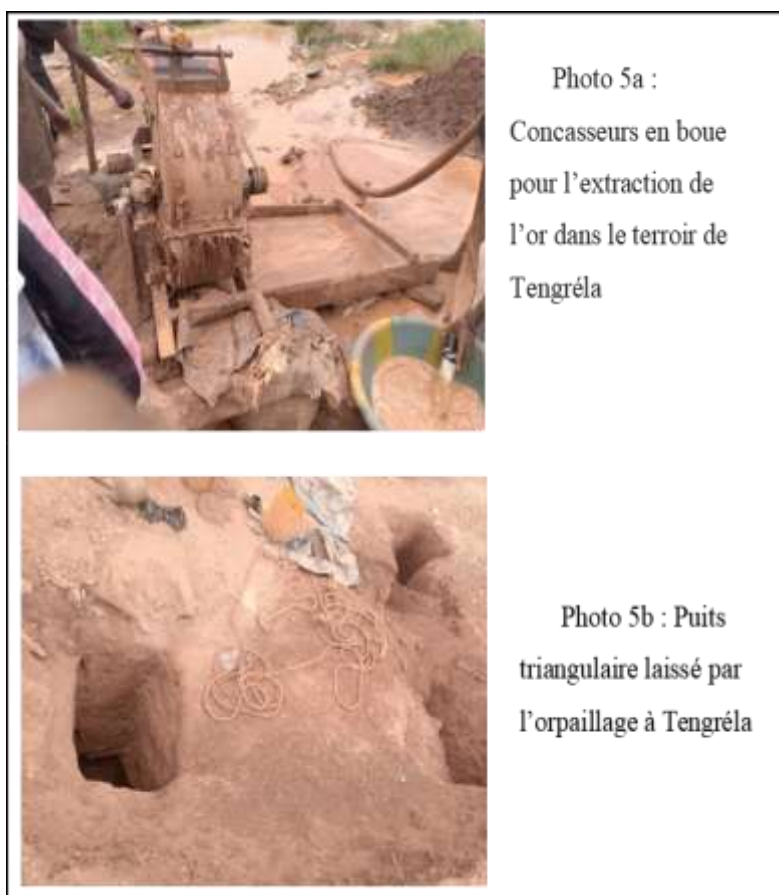 Photo 5a :
Concasseurs en boue
pour l’extraction de
l’or dans le terroir de
Tengréla
Photo 5b : Puits
triangulaire laissé par
l’orpaillage à Tengréla